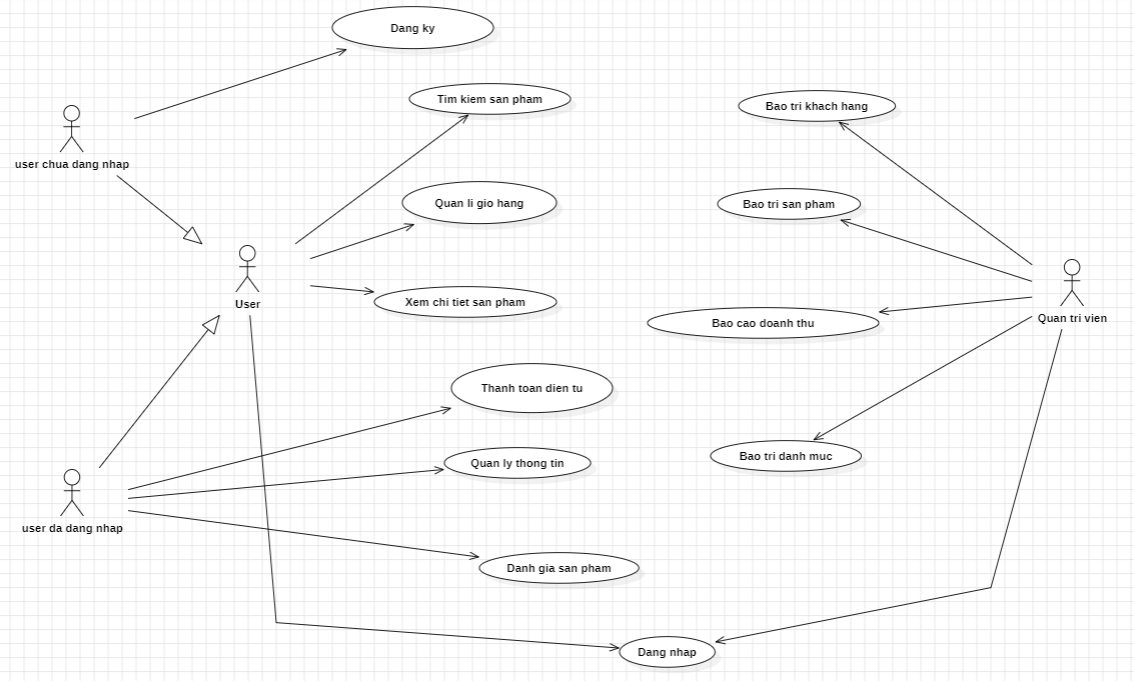 Dang ky
Tim kiem san pham
Bao tri khach hang
user chua dang nhap
Quan li gio hang
Bao tri san pham
User
Xem chi tiet san pham
Bao cao doanh thu
Quan tri vien
Thanh toan dien tu
Quan ly thong tin
Bao tri danh muc
user da dang nhap
Danh gia san pham
Dang nhap